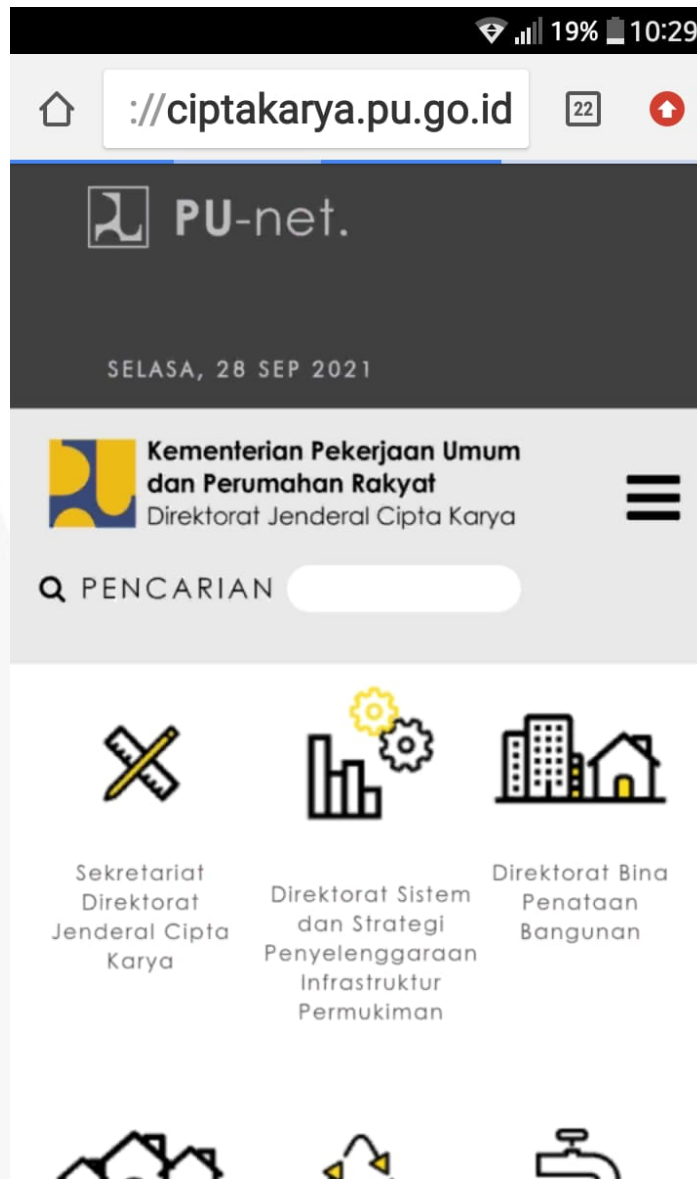 19% 10:29
://ciptakarya.pu.go.id 22
PU-net.
SELASA, 28 SEP 2021
Kementerian Pekerjaan Umum
dan Perumahan Rakyat
Direktorat Jenderal Cipta Karya
PENCARIAN
Sekretariat
Direktorat
Jenderal Cipta
Karya
Direktorat Sistem
dan Strategi
Penyelenggaraan
Infrastruktur
Permukiman
Direktorat Bina
Penataan
Bangunan